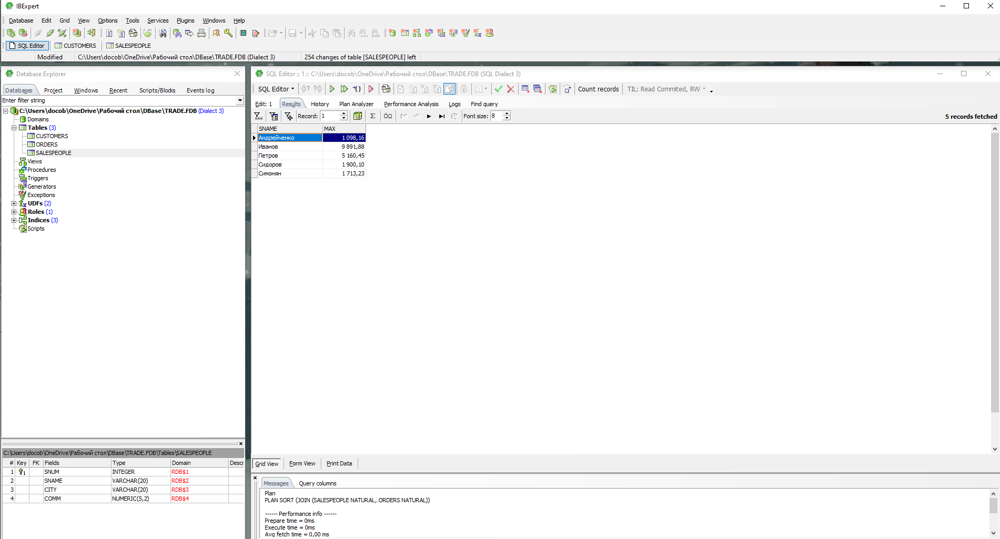 IBExpert
Database Edit Grid View Options Tools Services Plugins Windows Help
SQL Editor CUSTOMERS SALESPEOPLE
Modified C:\Users\docob\OneDrive\Рабочий стол\DBase\TRADE.FDB (Dialect 3) 254 changes of table [SALESPEOPLE] left
Database Explorer
Databases Project Windows Recent Scripts/Blocks Events log
Enter filter string
C:\Users\docob\OneDrive\Рабочий стол\DBase\TRADE.FDB (Dialect 3)
Domains
Tables (3)
CUSTOMERS
ORDERS
SALESPEOPLE
Views
Procedures
Triggers
Generators
Exceptions
UDFs (2)
Roles (1)
Indices (3)
Scripts
C:\Users\docob\OneDrive\Рабочий стол\DBase\TRADE.FDB\Tables\SALESPEOPLE
# Key FK Fields Type Domain Descr
1 1 SNUM INTEGER RDB$1
2 SNAME VARCHAR(20) RDB$2
3 CITY VARCHAR(20) RDB$3
4 COMM NUMERIC(5,2) RDB$4
SQL Editor :: 1 :: C:\Users\docob\OneDrive\Рабочий стол\DBase\TRADE.FDB (SQL Dialect 3)
SQL Editor Count records TIL: Read Commited, RW
Edit: 1 Results History Plan Analyzer Performance Analysis Logs Find query
Record: 1 Σ ÖΩ Font size: 8 5 records fetched
SNAME MAX
Андрейченко 1 098,16
Иванов 9 891,88
Петров 5 160,45
Сидоров 1 900,10
Симонян 1 713,23
Grid View Form View Print Data
Messages Query columns
Plan
PLAN SORT (JOIN (SALESPEOPLE NATURAL, ORDERS NATURAL))
------ Performance info ------
Prepare time = 0ms
Execute time = 0ms
Avg fetch time = 0,00 ms